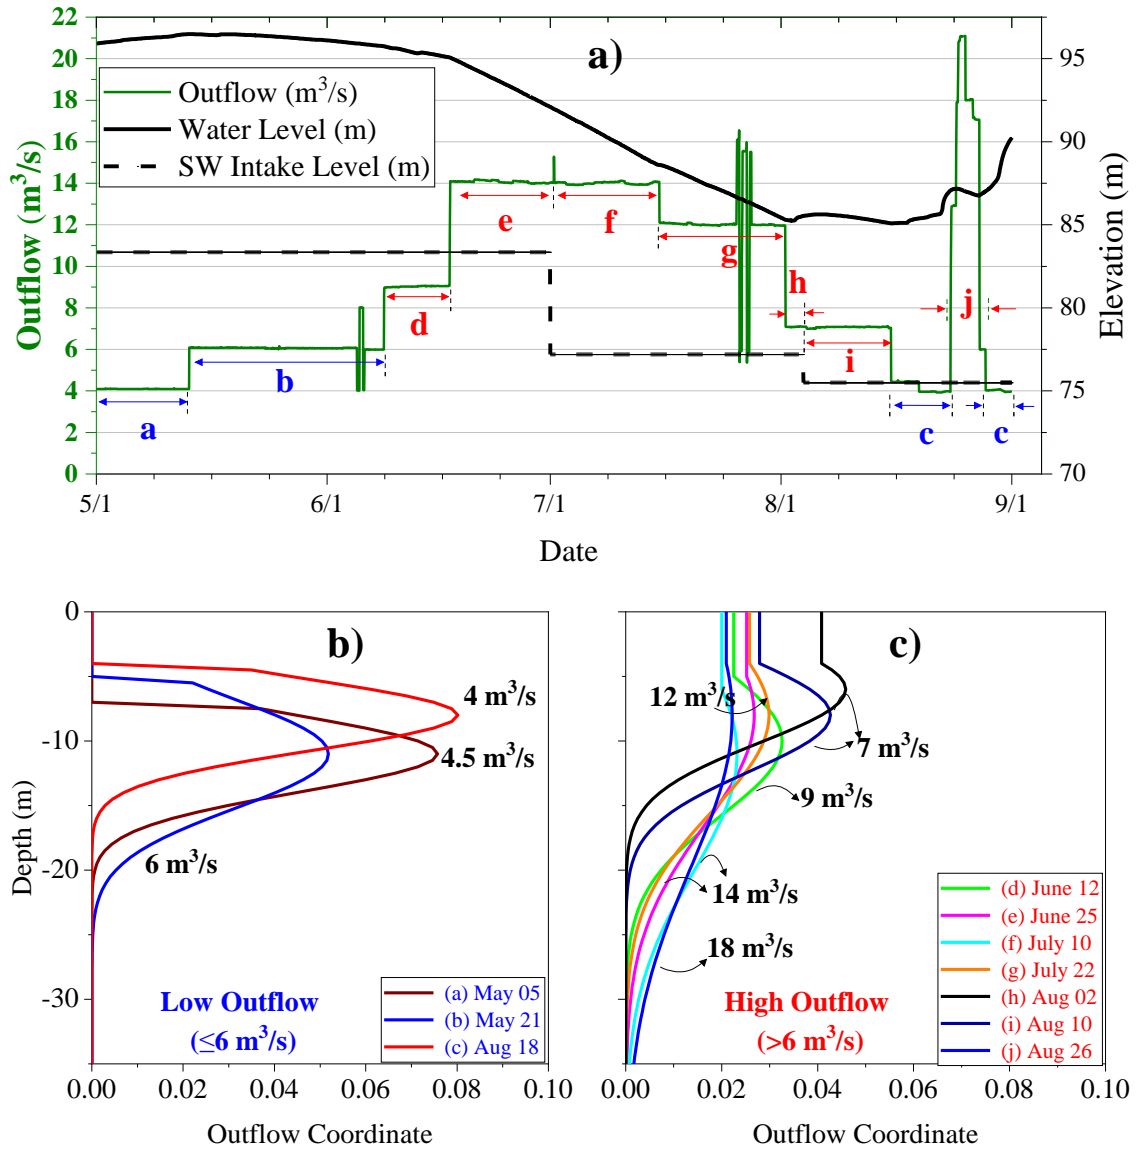 a)
Outflow (m³/s)
Water Level (m)
SW Intake Level (m)
22
20
18
16
14
12
10
8
6
4
2
0
Outflow (m³/s)
95
90
85
80
75
70
Elevation (m)
a
b
d
e
f
g
h
i
j
c
c
5/1
6/1
7/1
8/1
9/1
Date
b)
0
-10
-20
-30
Depth (m)
4 m³/s
4.5 m³/s
6 m³/s
Low Outflow
(≤6 m³/s)
(a) May 05
(b) May 21
(c) Aug 18
0.00
0.02
0.04
0.06
0.08
0.10
Outflow Coordinate
c)
12 m³/s
7 m³/s
9 m³/s
14 m³/s
18 m³/s
High Outflow
(>6 m³/s)
(d) June 12
(e) June 25
(f) July 10
(g) July 22
(h) Aug 02
(i) Aug 10
(j) Aug 26
0.00
0.02
0.04
0.06
0.08
0.10
Outflow Coordinate